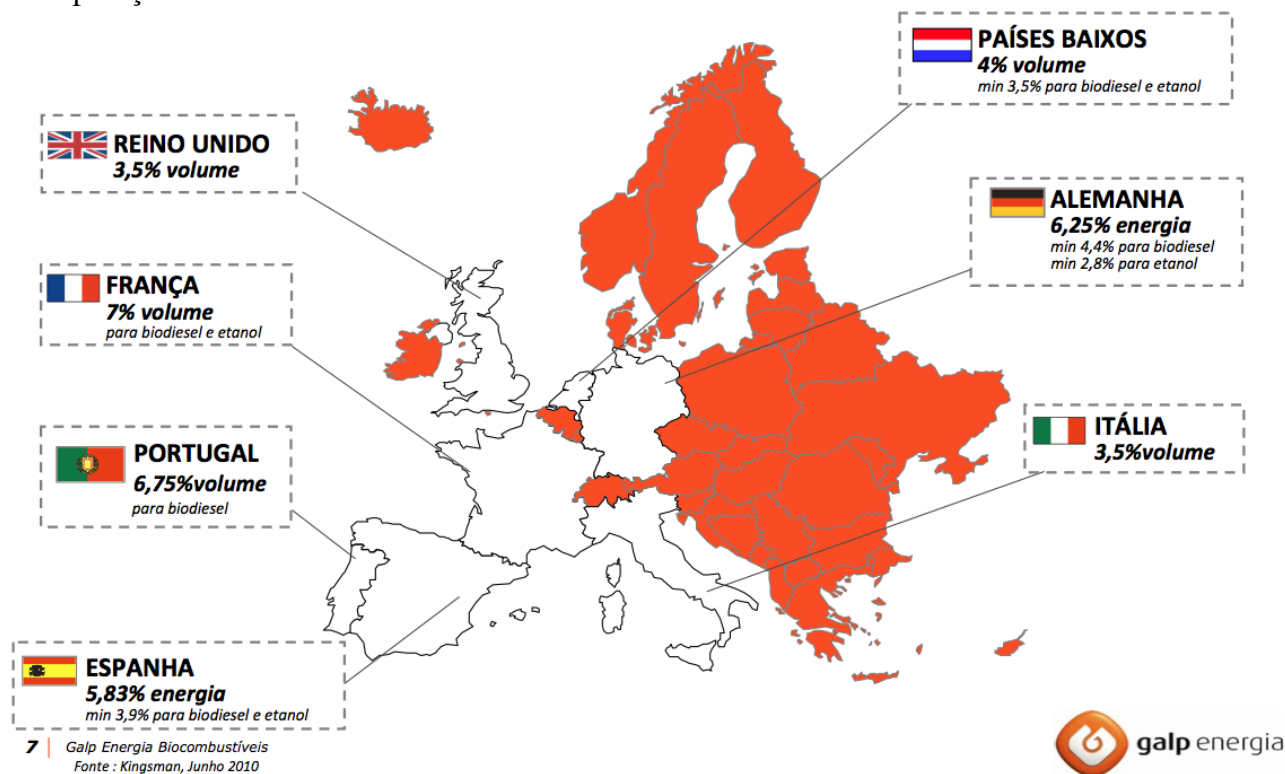 PAÍSES BAIXOS
4% volume
min 3,5% para biodiesel e etanol
REINO UNIDO
3,5% volume
ALEMANHA
6,25% energia
min 4,4% para biodiesel
min 2,8% para etanol
FRANÇA
7% volume
para biodiesel e etanol
ITÁLIA
3,5%volume
PORTUGAL
6,75%volume
para biodiesel
ESPANHA
5,83% energia
min 3,9% para biodiesel e etanol
7 | Galp Energia Biocombustíveis
Fonte : Kingsman, Junho 2010
galp energia